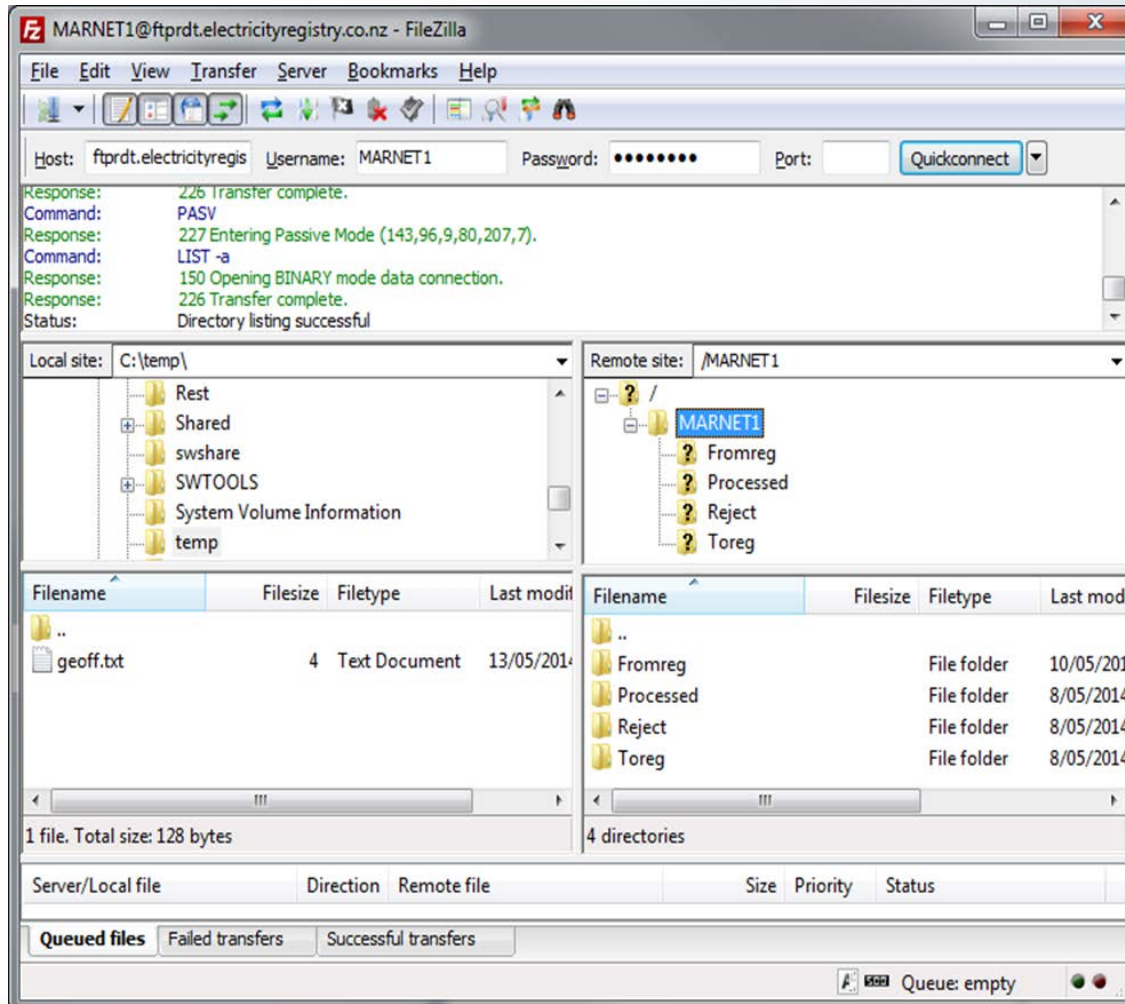 MARNET1@ftprdt.electricityregistry.co.nz - FileZilla
File Edit View Transfer Server Bookmarks Help
Host: ftprdt.electricityregis Username: MARNET1 Password: •••••••• Port: Quickconnect
Response: 226 Transfer complete.
Command: PASV
Response: 227 Entering Passive Mode (143,96,9,80,207,7).
Command: LIST -a
Response: 150 Opening BINARY mode data connection.
Response: 226 Transfer complete.
Status: Directory listing successful
Local site: C:\temp\
Rest
Shared
swshare
SWTOOLS
System Volume Information
temp
Remote site: /MARNET1
/
MARNET1
Fromreg
Processed
Reject
Toreg
Filename Filesize Filetype Last modif
..
geoff.txt 4 Text Document 13/05/2014
1 file. Total size: 128 bytes
Filename Filesize Filetype Last mod
..
Fromreg File folder 10/05/201
Processed File folder 8/05/2014
Reject File folder 8/05/2014
Toreg File folder 8/05/2014
4 directories
Server/Local file Direction Remote file Size Priority Status
Queued files Failed transfers Successful transfers
Queue: empty